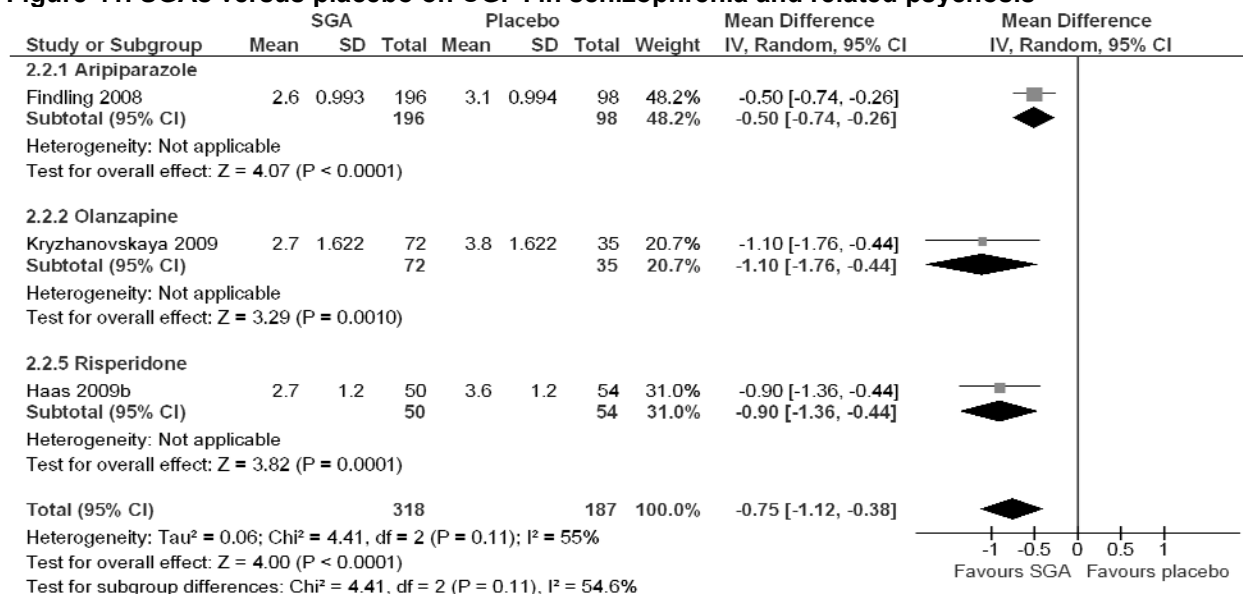 Figure 11. SGAs versus placebo on CGI-I in schizophrenia and related psychosis
SGA Placebo Mean Difference Mean Difference
Study or Subgroup Mean SD Total Mean SD Total Weight IV, Random, 95% CI IV, Random, 95% CI
2.2.1 Aripiparazole
Findling 2008 2.6 0.993 196 3.1 0.994 98 48.2% -0.50 [-0.74, -0.26]
Subtotal (95% CI) 196 98 48.2% -0.50 [-0.74, -0.26]
Heterogeneity: Not applicable
Test for overall effect: Z = 4.07 (P < 0.0001)
2.2.2 Olanzapine
Kryzhanovskaya 2009 2.7 1.622 72 3.8 1.622 35 20.7% -1.10 [-1.76, -0.44]
Subtotal (95% CI) 72 35 20.7% -1.10 [-1.76, -0.44]
Heterogeneity: Not applicable
Test for overall effect: Z = 3.29 (P = 0.0010)
2.2.5 Risperidone
Haas 2009b 2.7 1.2 50 3.6 1.2 54 31.0% -0.90 [-1.36, -0.44]
Subtotal (95% CI) 50 54 31.0% -0.90 [-1.36, -0.44]
Heterogeneity: Not applicable
Test for overall effect: Z = 3.82 (P = 0.0001)
Total (95% CI) 318 187 100.0% -0.75 [-1.12, -0.38]
Heterogeneity: Tau² = 0.06; Chi² = 4.41, df = 2 (P = 0.11); I² = 55%
Test for overall effect: Z = 4.00 (P < 0.0001)
Test for subgroup differences: Chi² = 4.41, df = 2 (P = 0.11), I² = 54.6%
-1 -0.5 0 0.5 1
Favours SGA Favours placebo